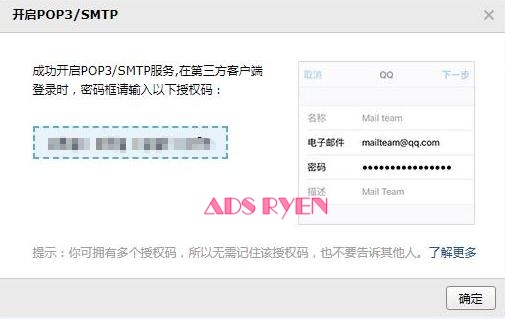 开启POP3/SMTP
成功开启POP3/SMTP服务,在第三方客户端
登录时，密码框请输入以下授权码：
取消 QQ 下一步
名称 Mail team
电子邮件 mailteam@qq.com
密码 ●●●●●●●●●●●●●●●●
描述 Mail Team
ADS RYEN
提示：你可拥有多个授权码，所以无需记住该授权码，也不要告诉其他人。了解更多
确定